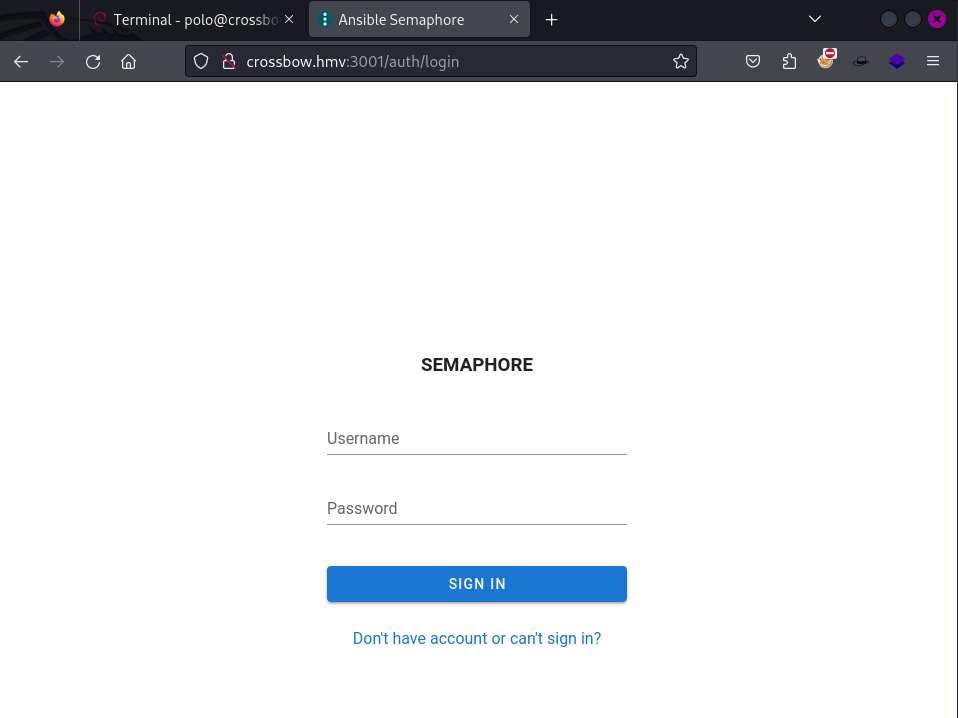 Terminal - polo@crossbo
Ansible Semaphore
crossbow.hmv:3001/auth/login
SEMAPHORE
Username
Password
SIGN IN
Don't have account or can't sign in?